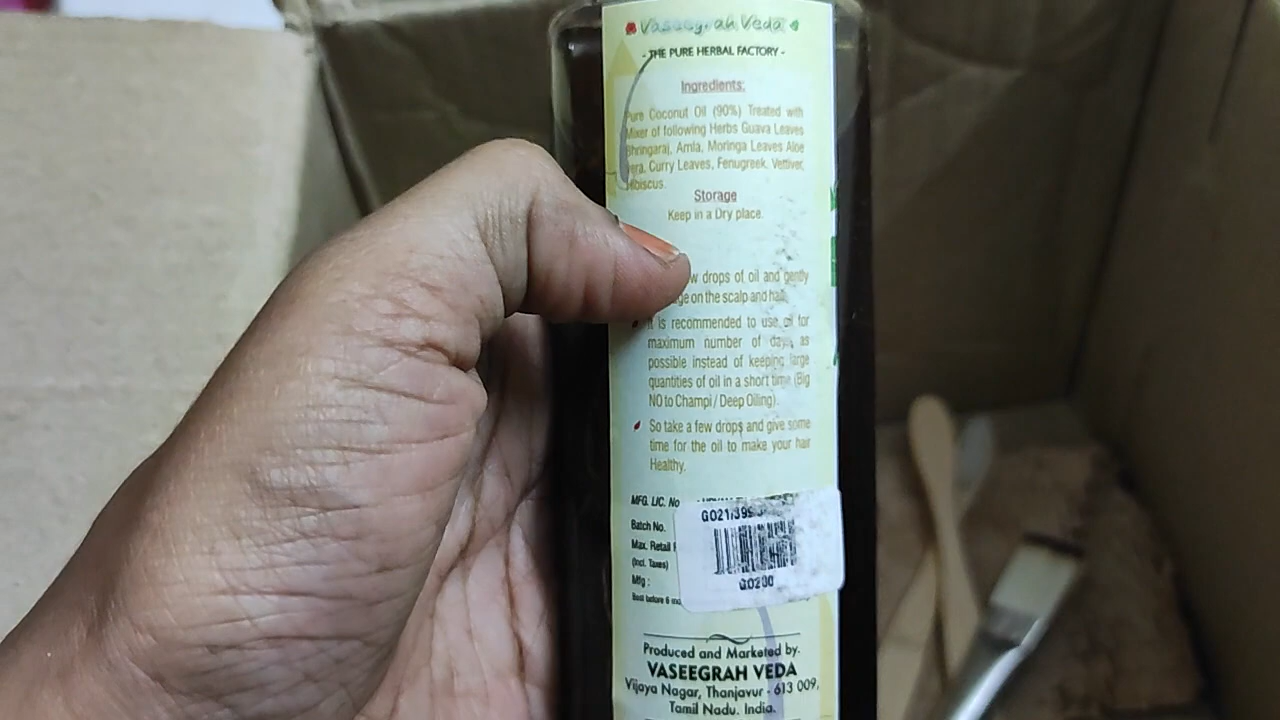 Vaseegrah Veda
- THE PURE HERBAL FACTORY -
Ingredients:
Pure Coconut Oil (90%) Treated with
Mixer of following Herbs Guava Leaves
Bhringaraj, Amla, Moringa Leaves Aloe
vera, Curry Leaves, Fenugreek, Vettiver,
Hibiscus.
Storage
Keep in a Dry place.
drops of oil and gently
on the scalp and hair.
It is recommended to use oil for
maximum number of days as
possible instead of keeping large
quantities of oil in a short time (Big
NO to Champi / Deep Oiling).
So take a few drops and give some
time for the oil to make your hair
Healthy.
MFG. LIC. No
Batch No.
Max. Retail
(Incl. Taxes)
Mfg :
Best before 6
GO200
Produced and Marketed by.
VASEEGRAH VEDA
Vijaya Nagar, Thanjavur - 613 009,
Tamil Nadu. India.